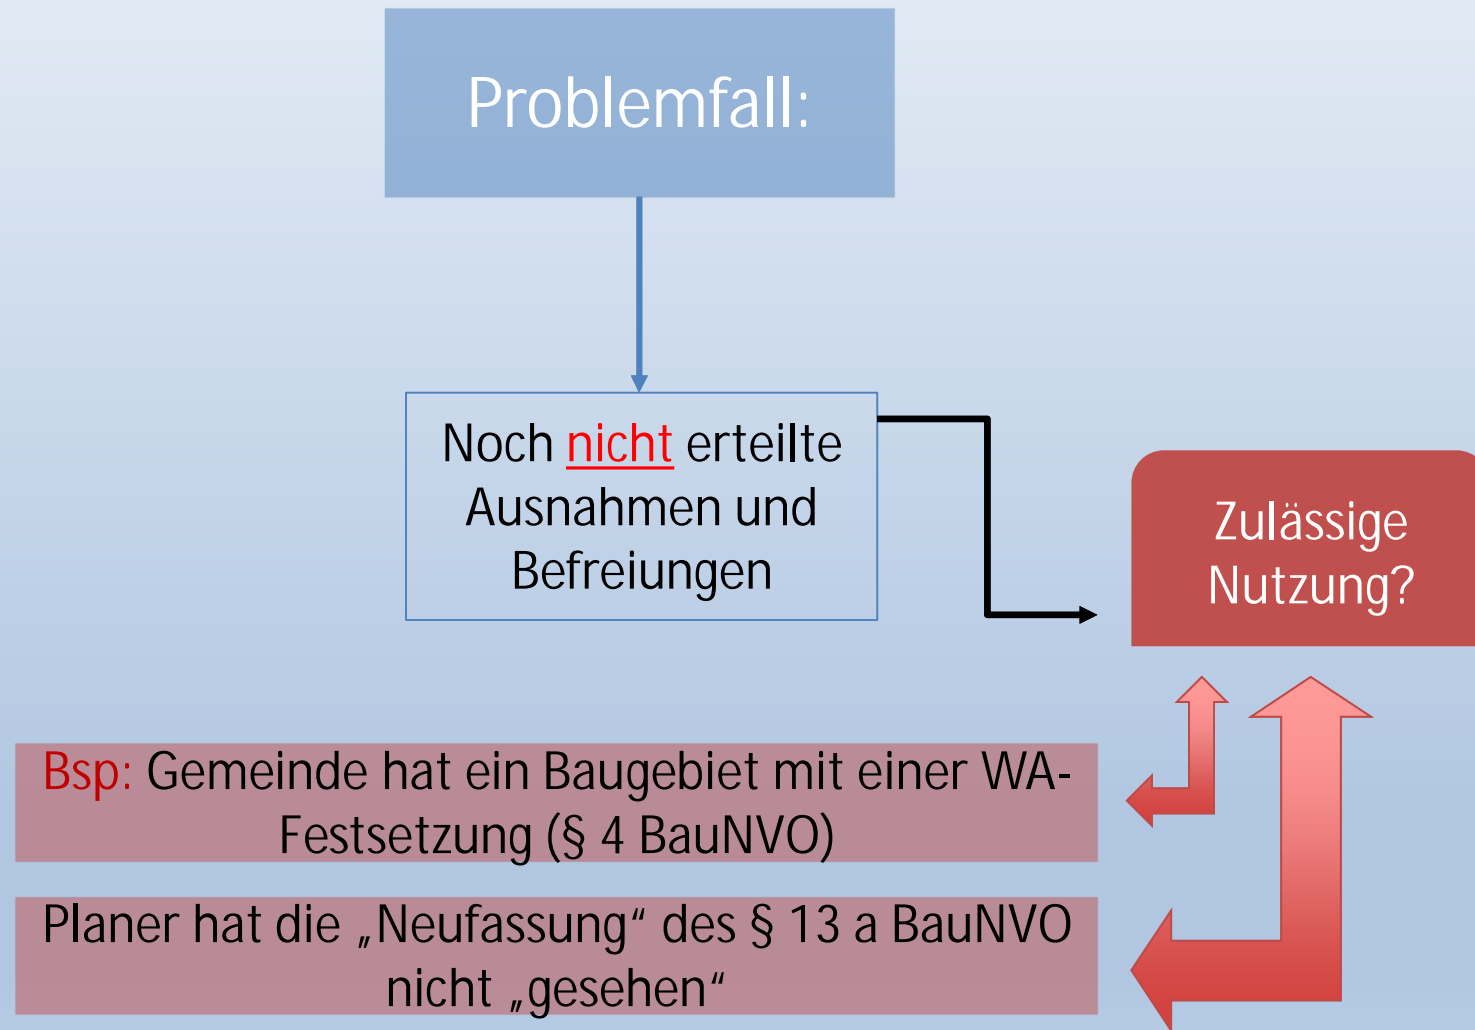 Problemfall:
Noch nicht erteilte
Ausnahmen und
Befreiungen
Zulässige
Nutzung?
Bsp: Gemeinde hat ein Baugebiet mit einer WA-
Festsetzung (§ 4 BauNVO)
Planer hat die „Neufassung“ des § 13 a BauNVO
nicht „gesehen“